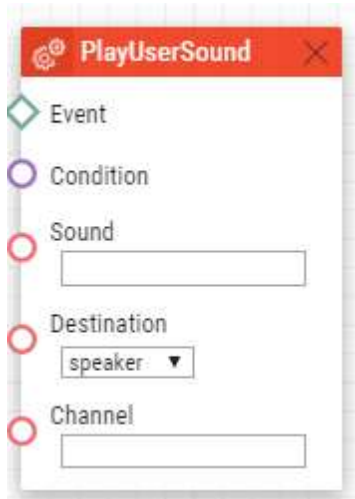 PlayUserSound
Event
Condition
Sound
Destination
speaker
Channel